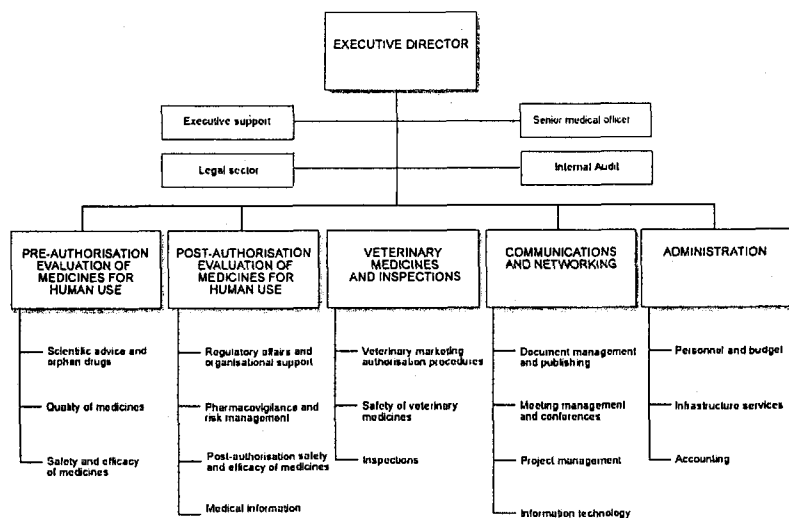 EXECUTIVE DIRECTOR
Executive support
Senior medical officer
Legal sector
Internal Audit
PRE-AUTHORISATION
EVALUATION OF
MEDICINES FOR
HUMAN USE
Scientific advice and
orphan drugs
Quality of medicines
Safety and efficacy
of medicines
POST-AUTHORISATION
EVALUATION OF
MEDICINES FOR
HUMAN USE
Regulatory affairs and
organisational support
Pharmacovigilance and
risk management
Post-authorisation safety
and efficacy of medicines
Medical information
VETERINARY
MEDICINES
AND INSPECTIONS
Veterinary marketing
authorisation procedures
Safety of veterinary
medicines
Inspections
COMMUNICATIONS
AND NETWORKING
Document management
and publishing
Meeting management
and conferences
Project management
Information technology
ADMINISTRATION
Personnel and budget
Infrastructure services
Accounting